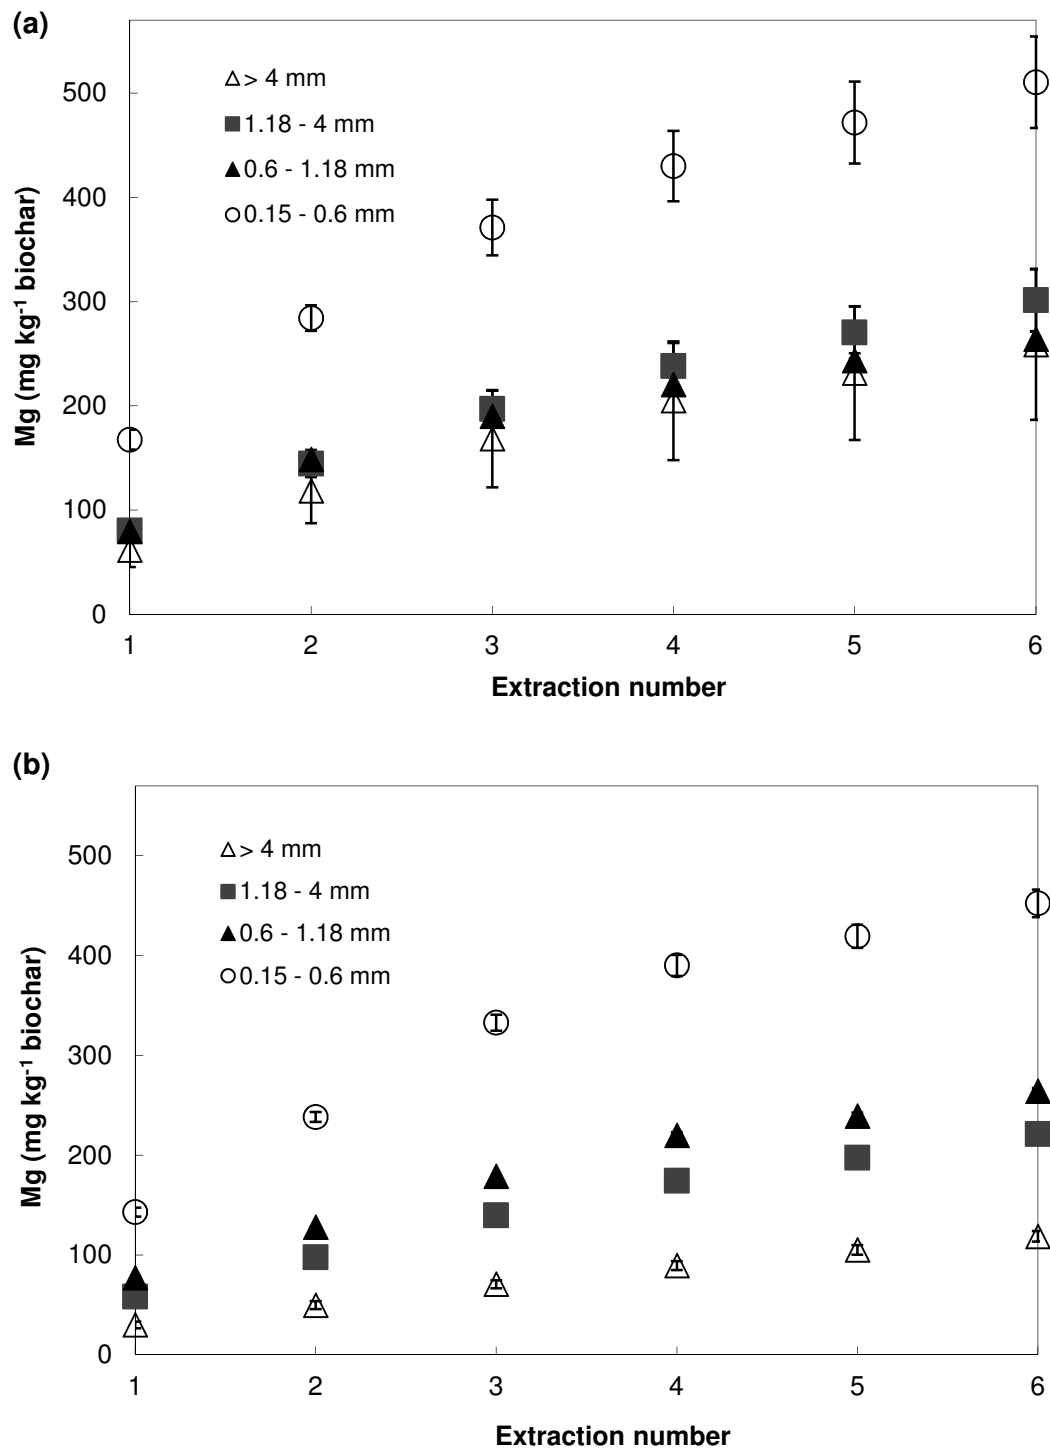 (a)
Mg (mg kg⁻¹ biochar)
> 4 mm
1.18 - 4 mm
0.6 - 1.18 mm
0.15 - 0.6 mm
500
400
300
200
100
0
1 2 3 4 5 6
Extraction number
(b)
Mg (mg kg⁻¹ biochar)
> 4 mm
1.18 - 4 mm
0.6 - 1.18 mm
0.15 - 0.6 mm
500
400
300
200
100
0
1 2 3 4 5 6
Extraction number